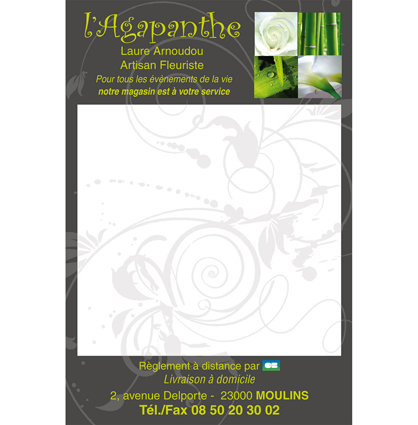 l'Agapanthe
Laure Arnoudou
Artisan Fleuriste
Pour tous les évènements de la vie
notre magasin est à votre service
Règlement à distance par
Livraison à domicile
2, avenue Delporte - 23000 MOULINS
Tél./Fax 08 50 20 30 02